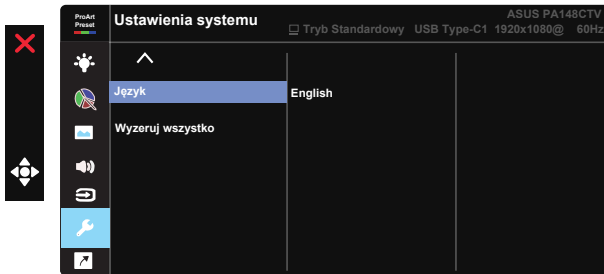 ProArt
Preset
Ustawienia systemu
ASUS PA148CTV
Tryb Standardowy USB Type-C1 1920x1080@ 60Hz
Język
English
Wyzeruj wszystko